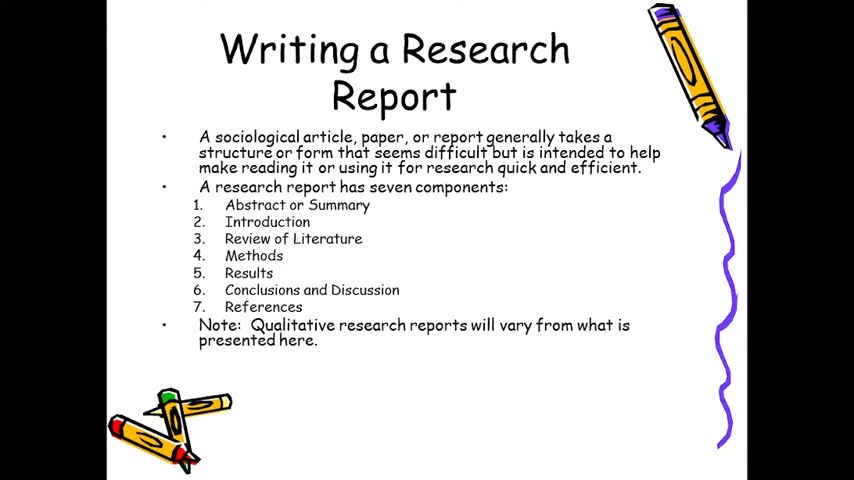 Writing a Research
Report
• A sociological article, paper, or report generally takes a
structure or form that seems difficult but is intended to help
make reading it or using it for research quick and efficient.
• A research report has seven components:
1. Abstract or Summary
2. Introduction
3. Review of Literature
4. Methods
5. Results
6. Conclusions and Discussion
7. References
• Note: Qualitative research reports will vary from what is
presented here.